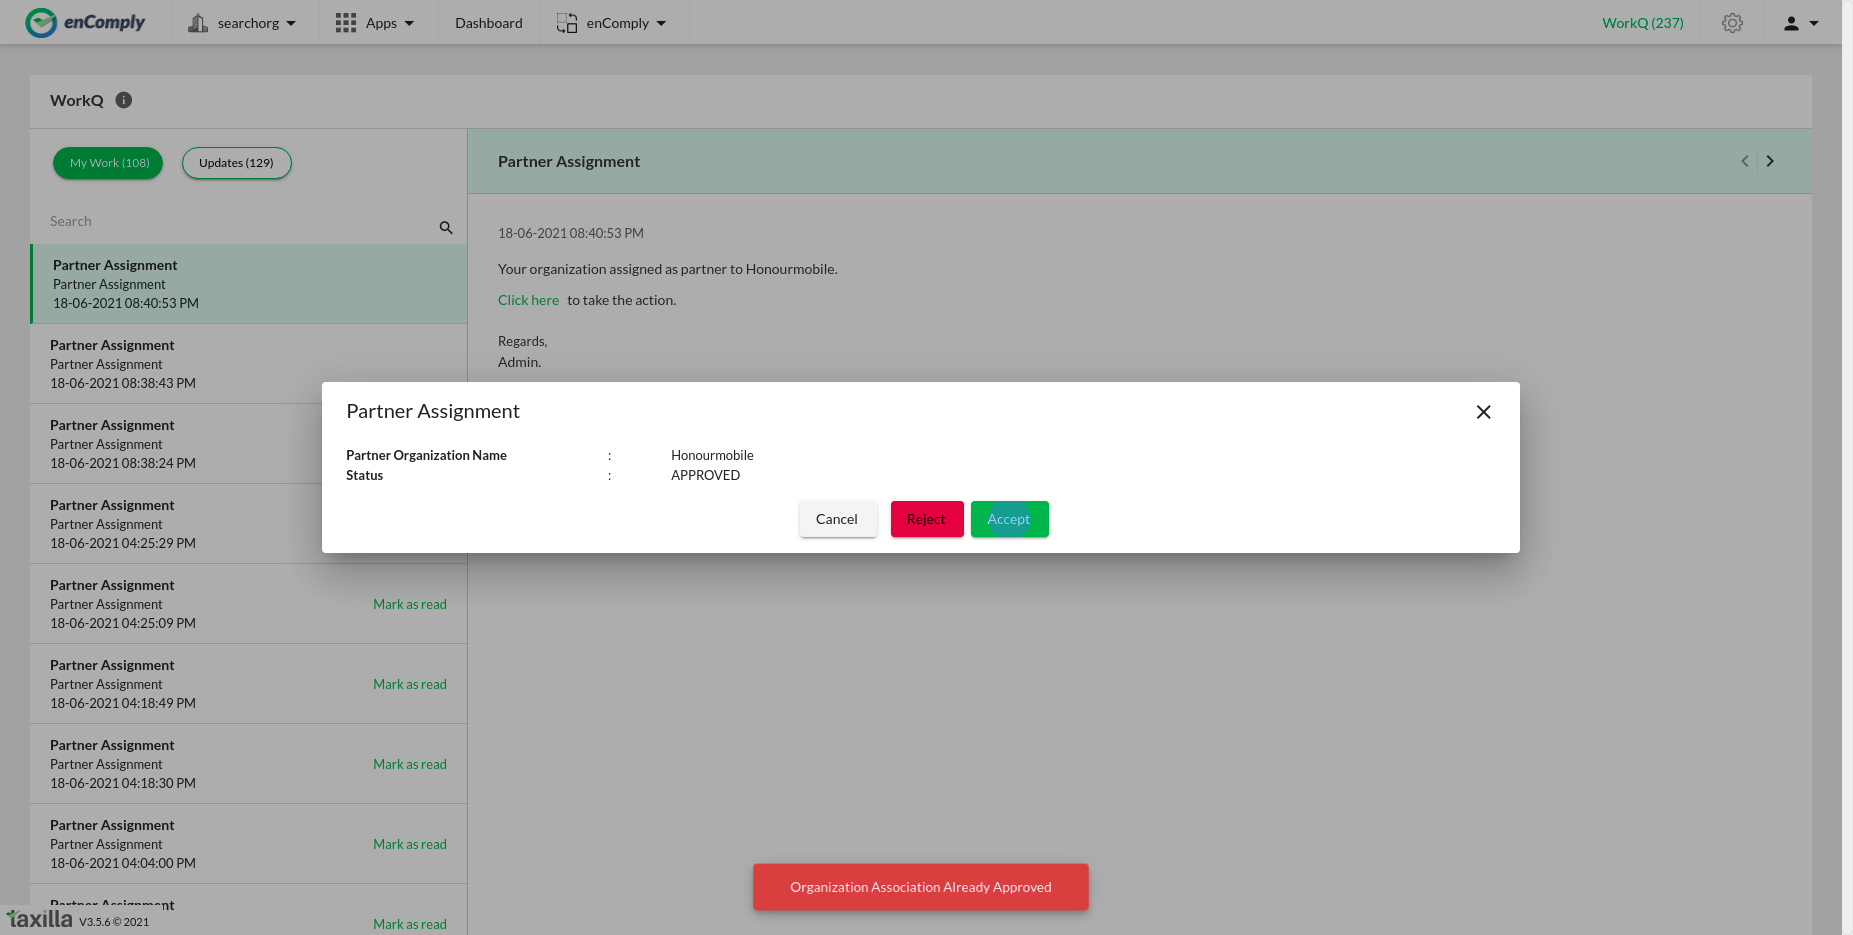 enComply
searchorg
Apps
Dashboard
enComply
WorkQ (237)
WorkQ
My Work (108)
Updates (129)
Search
Partner Assignment
Partner Assignment
18-06-2021 08:40:53 PM
Partner Assignment
Partner Assignment
18-06-2021 08:38:43 PM
Partner Assignment
Partner Assignment
18-06-2021 08:38:24 PM
Partner Assignment
Partner Assignment
18-06-2021 04:25:29 PM
Partner Assignment
Partner Assignment
Mark as read
18-06-2021 04:25:09 PM
Partner Assignment
Partner Assignment
Mark as read
18-06-2021 04:18:49 PM
Partner Assignment
Partner Assignment
Mark as read
18-06-2021 04:18:30 PM
Partner Assignment
Partner Assignment
Mark as read
18-06-2021 04:04:00 PM
Partner Assignment
Mark as read
Partner Assignment
18-06-2021 08:40:53 PM
Your organization assigned as partner to Honourmobile.
Click here to take the action.
Regards,
Admin.
Partner Assignment
Partner Organization Name : Honourmobile
Status : APPROVED
Cancel
Reject
Accept
Organization Association Already Approved
taxilla V3.5.6 © 2021